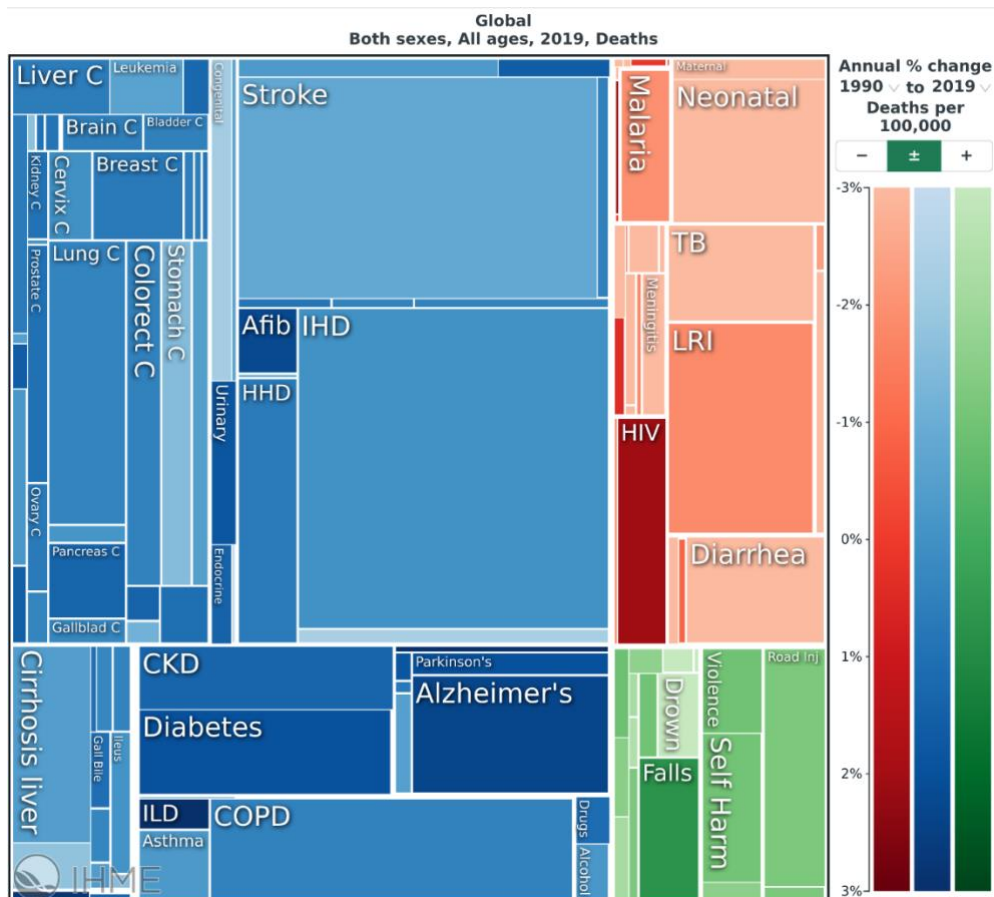 Global
Both sexes, All ages, 2019, Deaths
Liver C
Leukemia
Brain C
Bladder C
Kidney C
Cervix C
Breast C
Prostate C
Lung C
Colorect C
Stomach C
Ovary C
Pancreas C
Gallblad C
Congenital
Urinary
Endocrine
Stroke
Afib
IHD
HHD
Malaria
Maternal
Neonatal
TB
Meningitis
LRI
HIV
Diarrhea
Cirrhosis liver
Gall Bile
Ileus
CKD
Diabetes
Parkinson's
Alzheimer's
ILD
Asthma
COPD
Drugs
Alcohol
Drown
Falls
Violence
Self Harm
Road Inj
IHME
Annual % change
1990 to 2019
Deaths per
100,000
− ± +
-3%
-2%
-1%
0%
1%
2%
3%